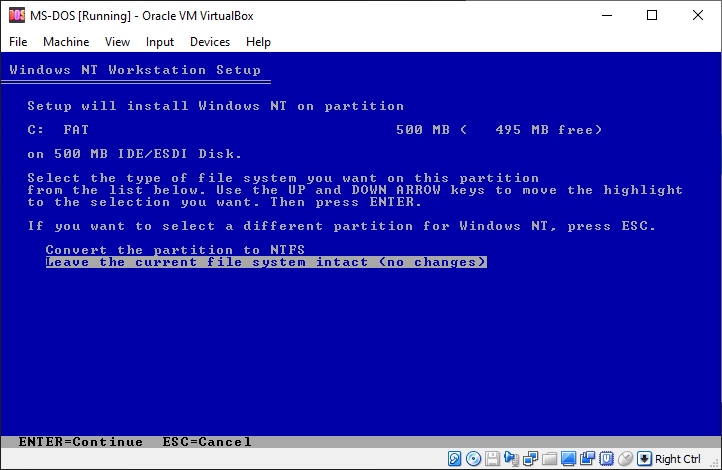 MS-DOS [Running] - Oracle VM VirtualBox
File Machine View Input Devices Help
Windows NT Workstation Setup
Setup will install Windows NT on partition
C: FAT 500 MB ( 495 MB free)
on 500 MB IDE/ESDI Disk.
Select the type of file system you want on this partition
from the list below. Use the UP and DOWN ARROW keys to move the highlight
to the selection you want. Then press ENTER.
If you want to select a different partition for Windows NT, press ESC.
Convert the partition to NTFS
Leave the current file system intact (no changes)
ENTER=Continue ESC=Cancel
Right Ctrl